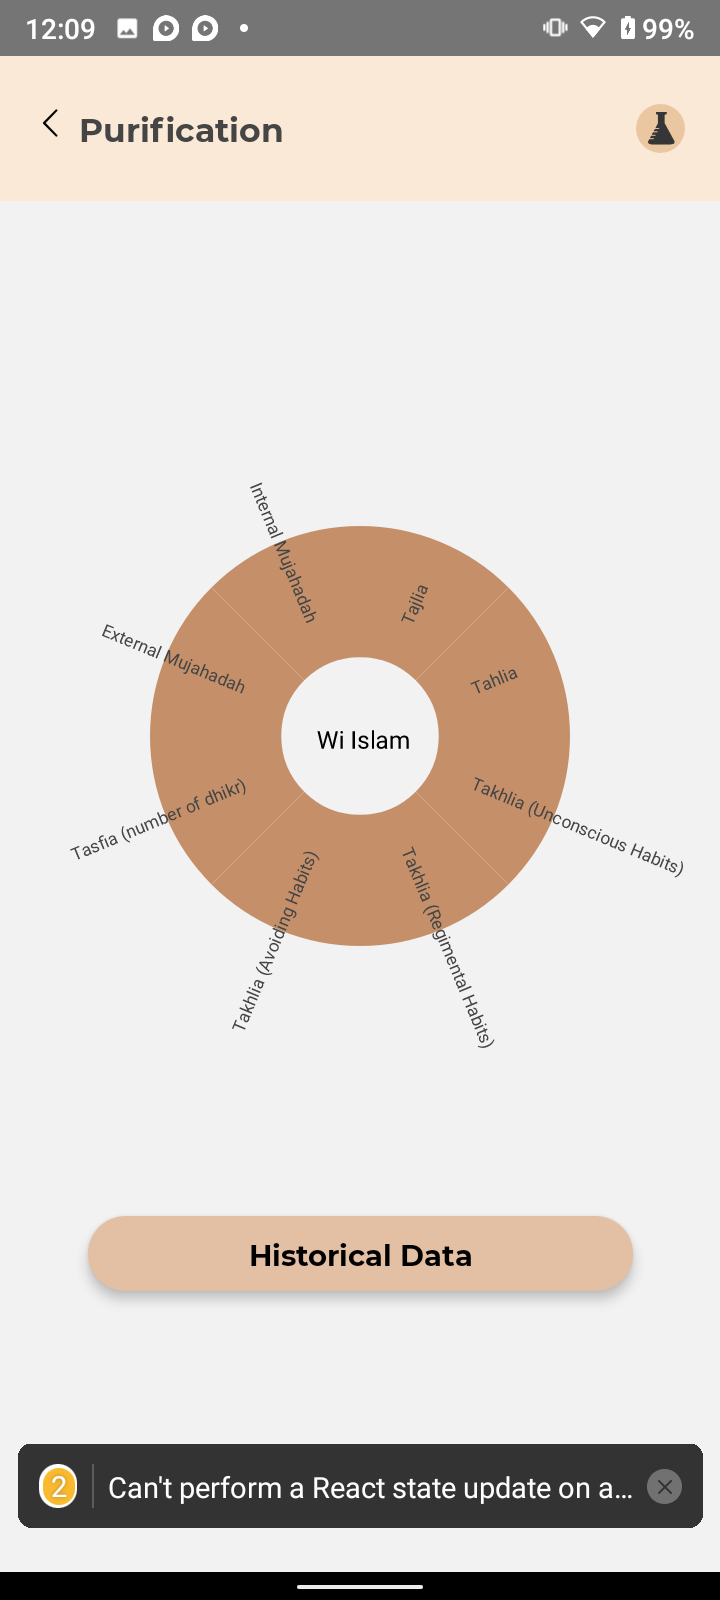 12:09
99%
Purification
Internal Mujahadah
Tajlia
External Mujahadah
Tahlia
Wi Islam
Tasfia (number of dhikr)
Takhlia (Unconscious Habits)
Takhlia (Avoiding Habits)
Takhlia (Regimental Habits)
Historical Data
2
Can't perform a React state update on a...